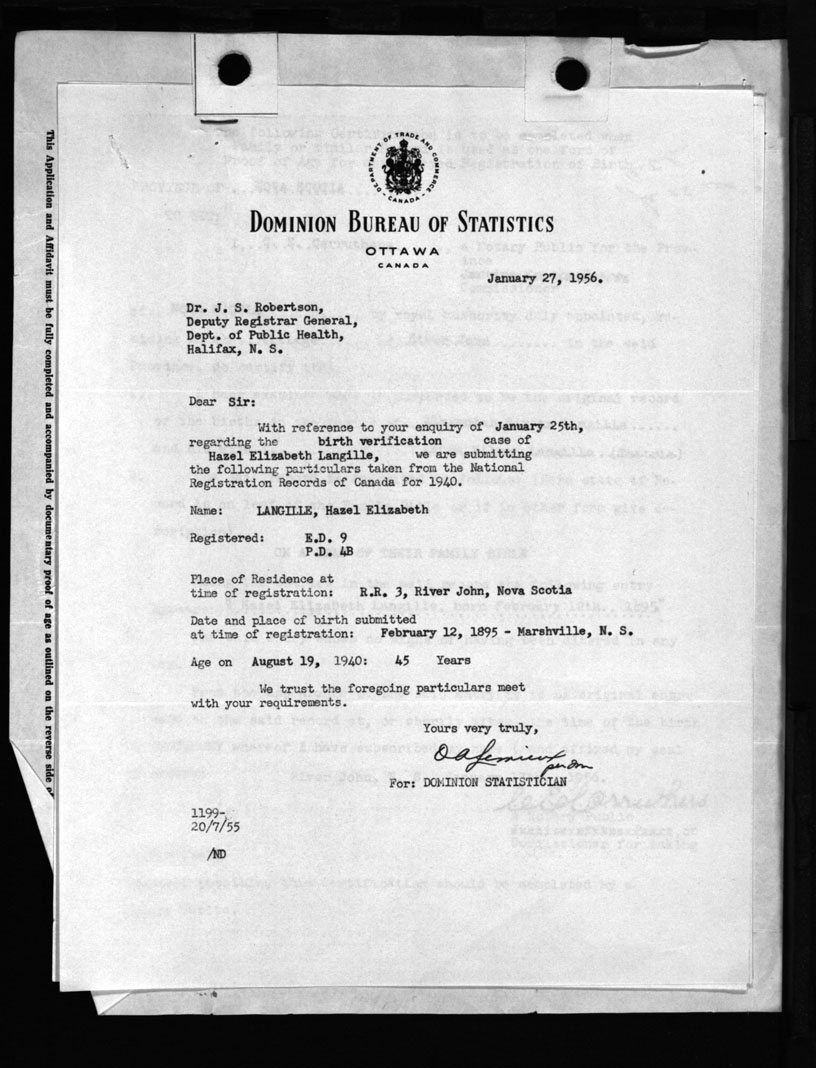 DEPARTMENT OF TRADE AND COMMERCE
CANADA
DOMINION BUREAU OF STATISTICS
OTTAWA
CANADA
January 27, 1956.
Dr. J. S. Robertson,
Deputy Registrar General,
Dept. of Public Health,
Halifax, N. S.
Dear Sir:
With reference to your enquiry of January 25th,
regarding the birth verification case of
Hazel Elizabeth Langille, we are submitting
the following particulars taken from the National
Registration Records of Canada for 1940.
Name: LANGILLE, Hazel Elizabeth
Registered: E.D. 9
P.D. 4B
Place of Residence at
time of registration: R.R. 3, River John, Nova Scotia
Date and place of birth submitted
at time of registration: February 12, 1895 - Marshville, N. S.
Age on August 19, 1940: 45 Years
We trust the foregoing particulars meet
with your requirements.
Yours very truly,
For: DOMINION STATISTICIAN
1199-
20/7/55
/ND
This Application and Affidavit must be fully completed and accompanied by documentary proof of age as outlined on the reverse side